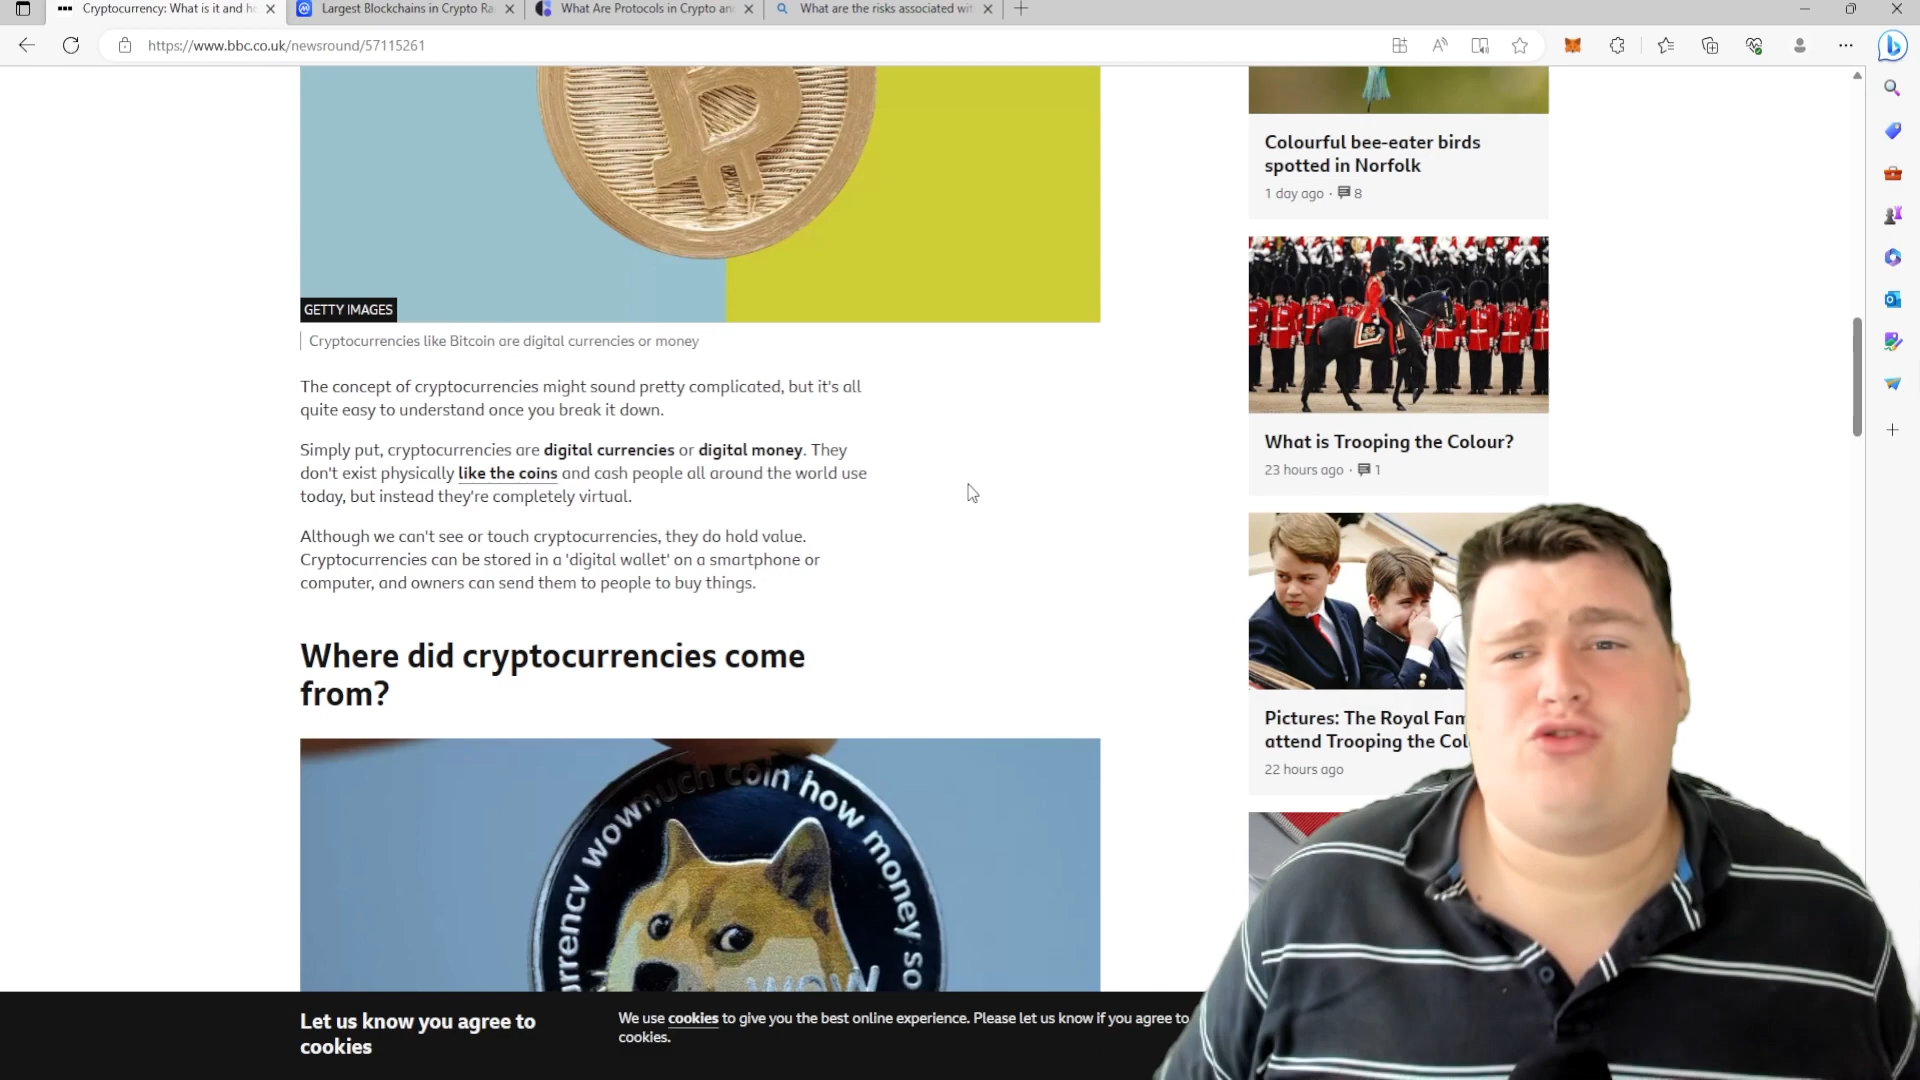 Cryptocurrency: What is it and ho
Largest Blockchains in Crypto Ra
What Are Protocols in Crypto an
What are the risks associated wit
https://www.bbc.co.uk/newsround/57115261
GETTY IMAGES
Cryptocurrencies like Bitcoin are digital currencies or money
The concept of cryptocurrencies might sound pretty complicated, but it's all
quite easy to understand once you break it down.
Simply put, cryptocurrencies are digital currencies or digital money. They
don't exist physically like the coins and cash people all around the world use
today, but instead they're completely virtual.
Although we can't see or touch cryptocurrencies, they do hold value.
Cryptocurrencies can be stored in a 'digital wallet' on a smartphone or
computer, and owners can send them to people to buy things.
Where did cryptocurrencies come
from?
much coin how money so
urrency wow
wow
Colourful bee-eater birds
spotted in Norfolk
1 day ago · 8
What is Trooping the Colour?
23 hours ago · 1
Pictures: The Royal Fam
attend Trooping the Col
22 hours ago
Let us know you agree to
cookies
We use cookies to give you the best online experience. Please let us know if you agree to
cookies.